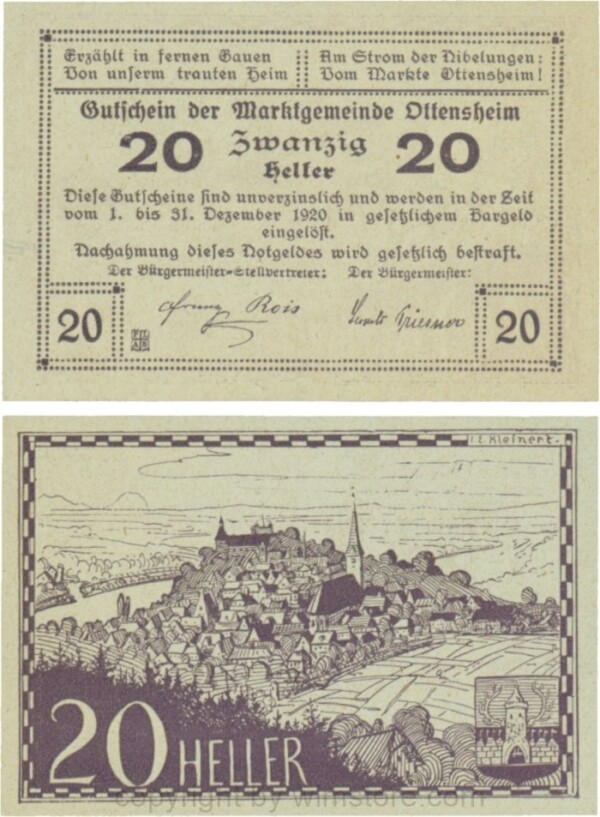 Erzählt in fernen Gauen
Von unserm trauten Heim
Am Strom der Nibelungen:
Vom Markte Ottensheim!
Gutschein der Marktgemeinde Ottensheim
20 Zwanzig 20
Heller
Diese Gutscheine sind unverzinslich und werden in der Zeit
vom 1. bis 31. Dezember 1920 in gesetzlichem Bargeld
eingelöst.
Nachahmung dieses Notgeldes wird gesetzlich bestraft.
Der Bürgermeister-Stellvertreter: Der Bürgermeister:
Franz Rois
20
20
Kleinert.
20 HELLER
copyright by wimstore.com